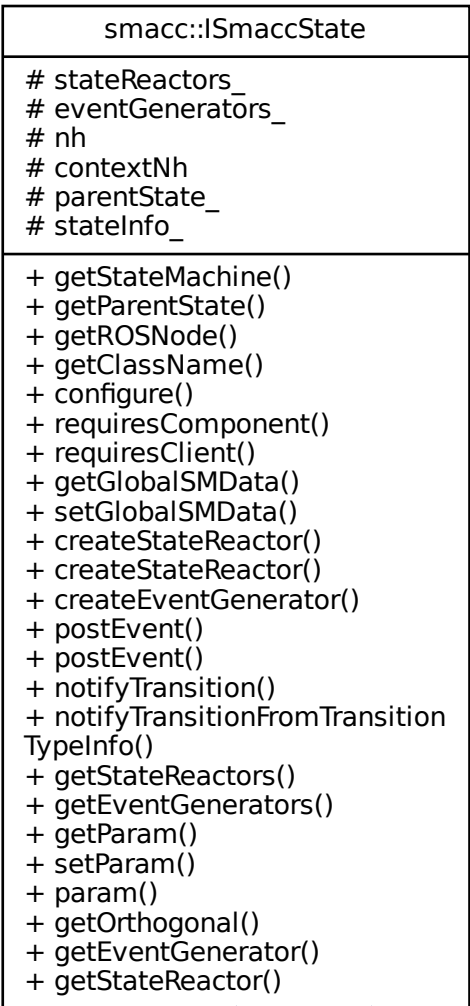 smacc::ISmaccState
# stateReactors_
# eventGenerators_
# nh
# contextNh
# parentState_
# stateInfo_
+ getStateMachine()
+ getParentState()
+ getROSNode()
+ getClassName()
+ configure()
+ requiresComponent()
+ requiresClient()
+ getGlobalSMData()
+ setGlobalSMData()
+ createStateReactor()
+ createStateReactor()
+ createEventGenerator()
+ postEvent()
+ postEvent()
+ notifyTransition()
+ notifyTransitionFromTransition
TypeInfo()
+ getStateReactors()
+ getEventGenerators()
+ getParam()
+ setParam()
+ param()
+ getOrthogonal()
+ getEventGenerator()
+ getStateReactor()